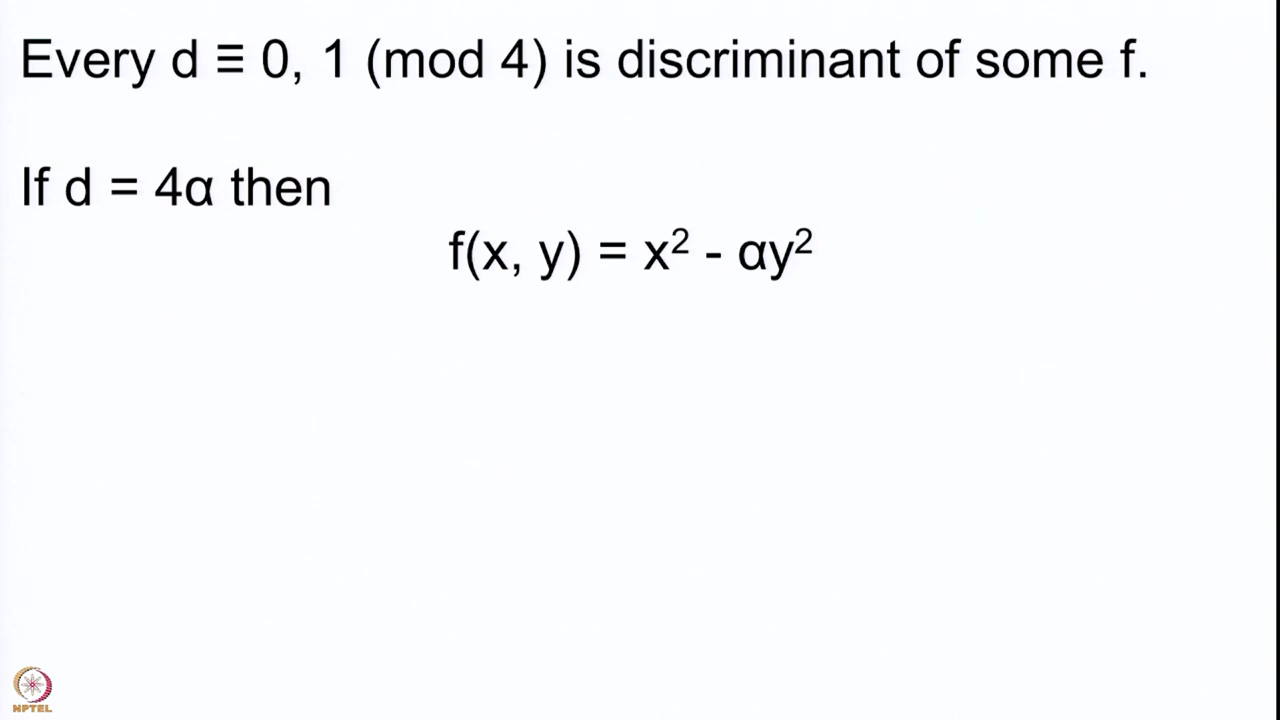 Every d ≡ 0, 1 (mod 4) is discriminant of some f.
If d = 4α then
f(x, y) = x² - αy²
NPTEL